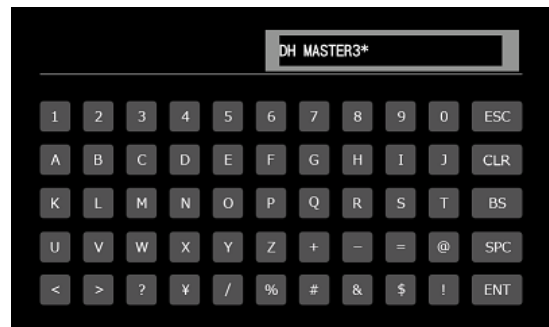 DH MASTER3*
1 2 3 4 5 6 7 8 9 0 ESC
A B C D E F G H I J CLR
K L M N O P Q R S T BS
U V W X Y Z + − = @ SPC
< > ? ¥ / % # & $ ! ENT